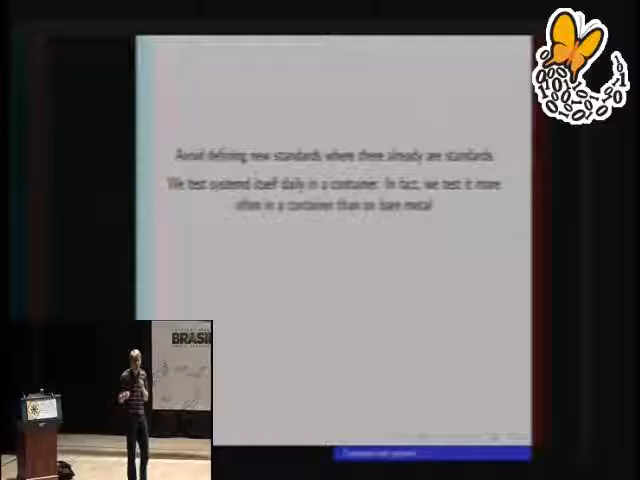 Avoid defining new standards where there already are standards
We test systemd itself daily in a container. In fact, we test it more
often in a container than on bare metal
BRASI